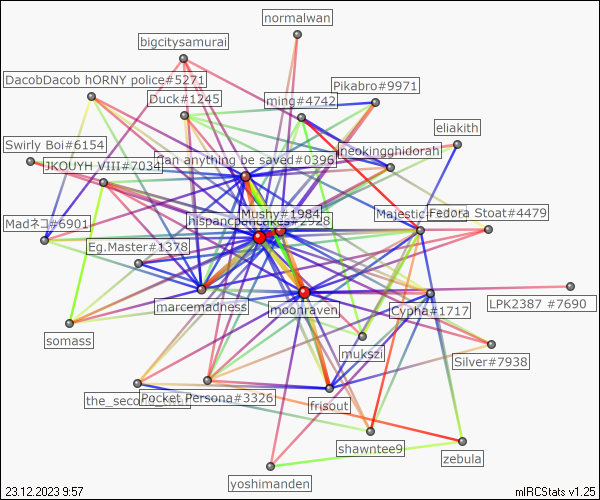 normalwan
bigcitysamurai
DacobDacob hORNY police#5271
Pikabro#9971
Duck#1245
ming#4742
eliakith
Swirly Boi#6154
neokingghidorah
JKOUYH VIII#7034
Can anything be saved#0396
Mushy#1984
Majestic
Fedora Stoat#4479
hispancpancakes#2928
Madネコ#6901
Eg.Master#1378
marcemadness
moonraven
Cypha#1717
LPK2387 #7690
somass
mukszi
Silver#7938
Pocket Persona#3326
frisout
shawntee9
zebula
yoshimanden
23.12.2023 9:57
mIRCStats v1.25